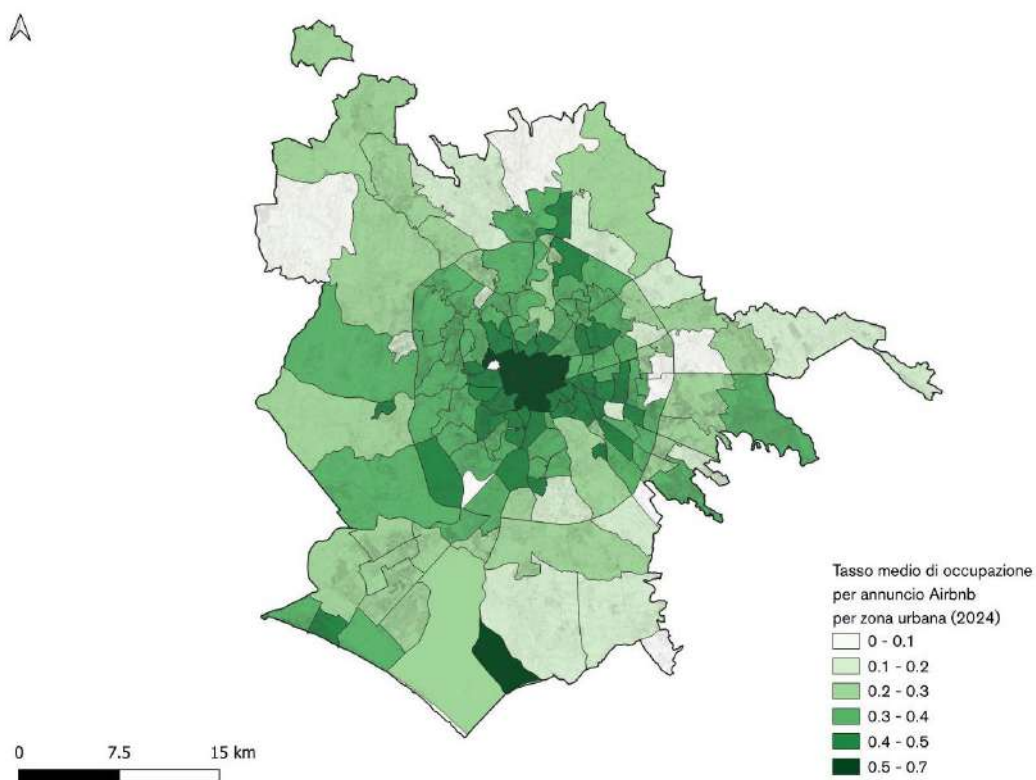 Tasso medio di occupazione
per annuncio Airbnb
per zona urbana (2024)
0 - 0.1
0.1 - 0.2
0.2 - 0.3
0.3 - 0.4
0.4 - 0.5
0.5 - 0.7
0 7.5 15 km